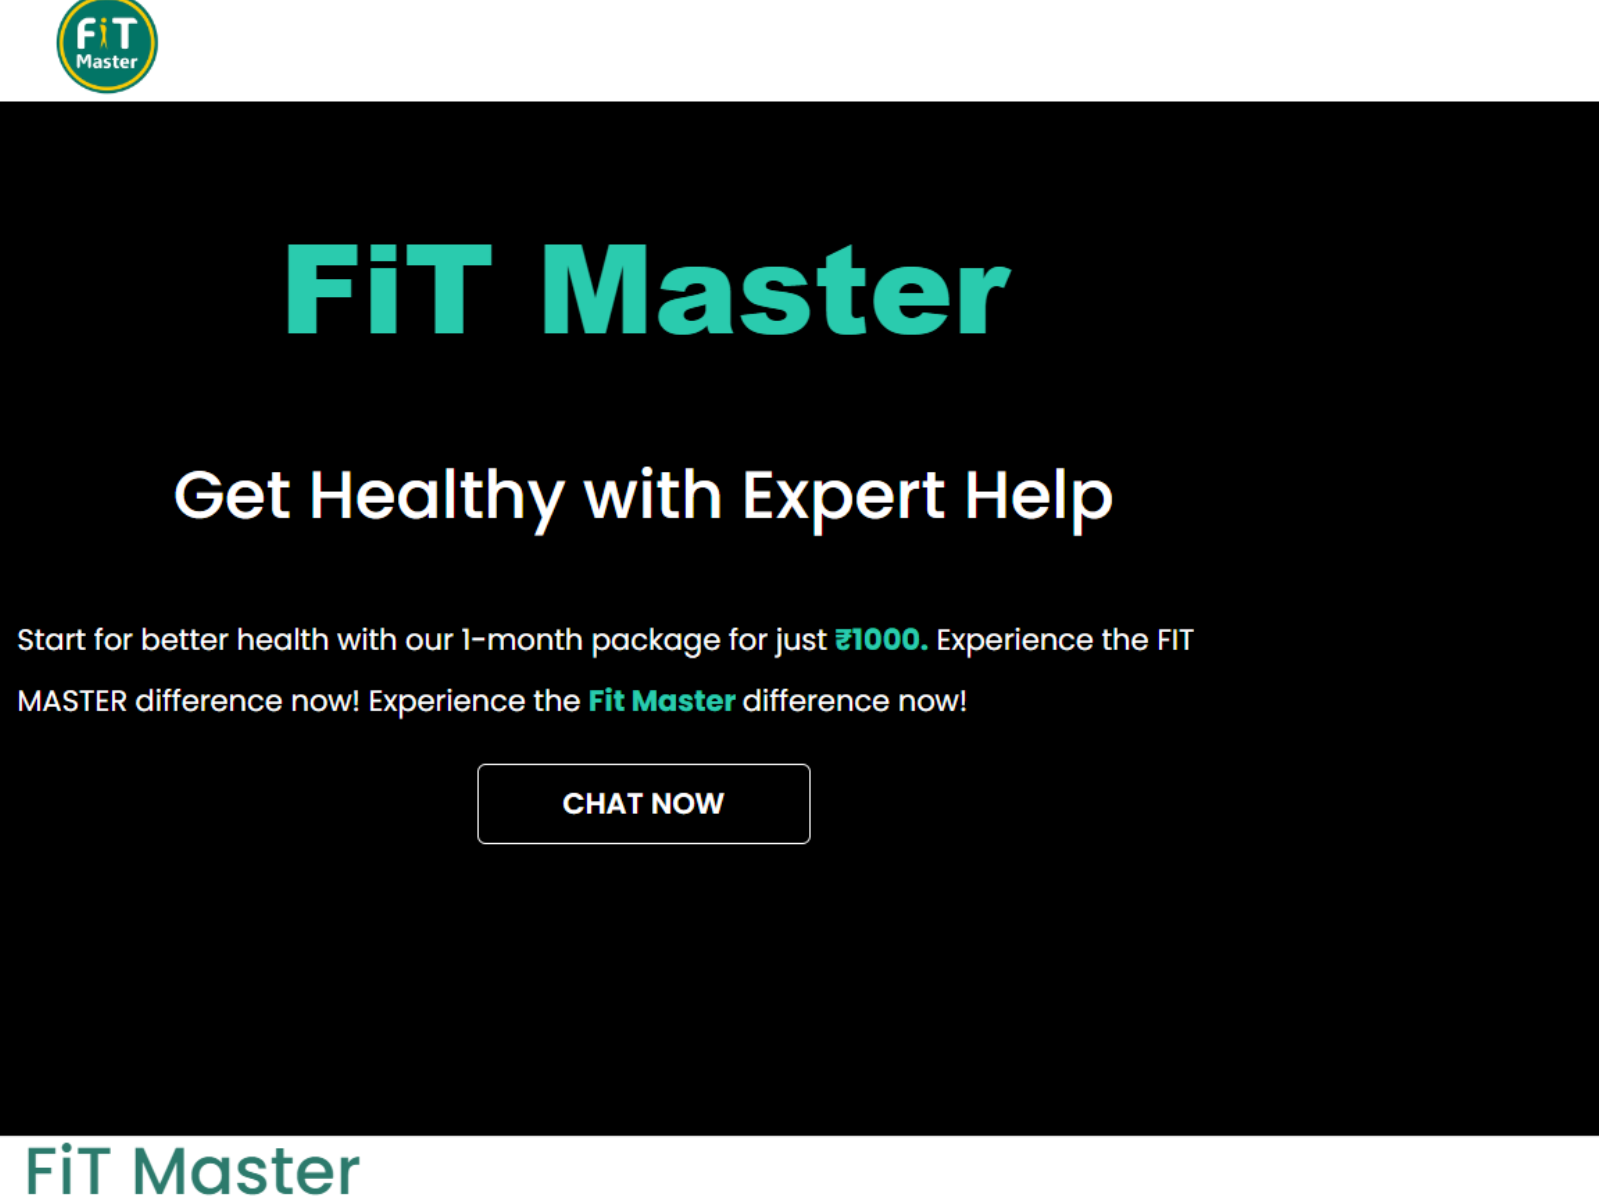 FiT
Master
FiT Master
Get Healthy with Expert Help
Start for better health with our 1-month package for just ₹1000. Experience the FIT
MASTER difference now! Experience the Fit Master difference now!
CHAT NOW
FiT Master